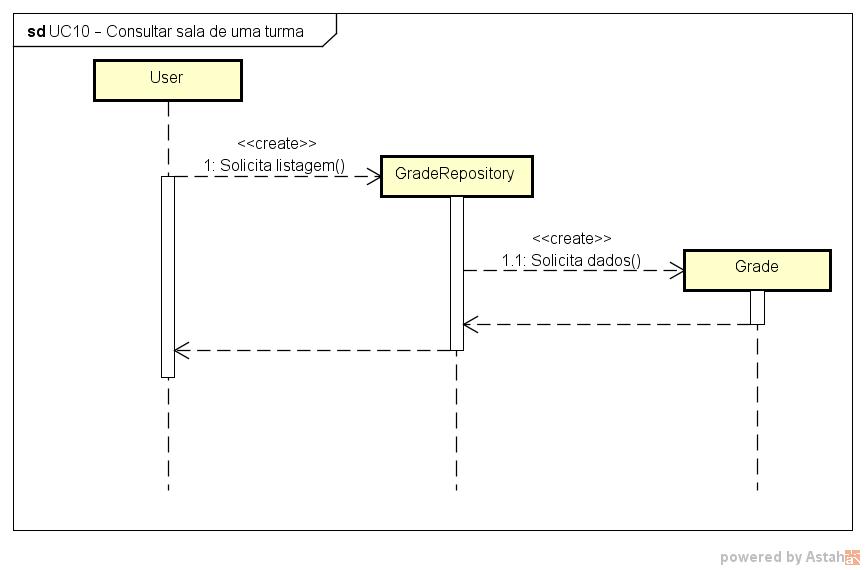 sd UC10 - Consultar sala de uma turma
User
<<create>>
1: Solicita listagem()
GradeRepository
<<create>>
1.1: Solicita dados()
Grade
powered by Astah